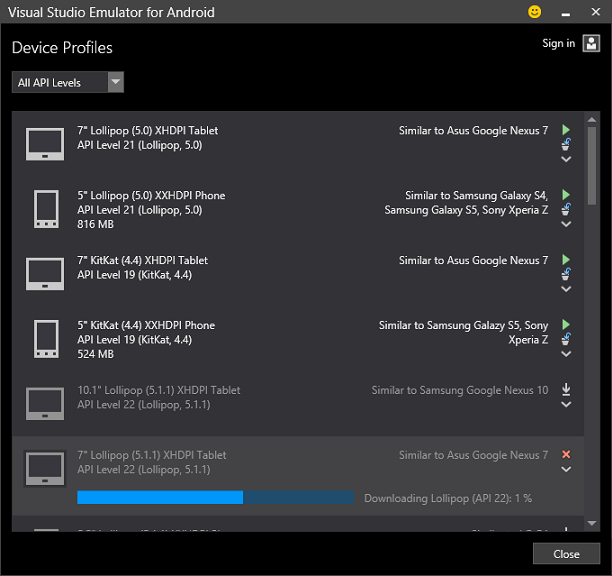 Visual Studio Emulator for Android
Device Profiles
Sign in
All API Levels
7" Lollipop (5.0) XHDPI Tablet
Similar to Asus Google Nexus 7
API Level 21 (Lollipop, 5.0)
5" Lollipop (5.0) XXHDPI Phone
Similar to Samsung Galaxy S4,
API Level 21 (Lollipop, 5.0)
Samsung Galaxy S5, Sony Xperia Z
816 MB
7" KitKat (4.4) XHDPI Tablet
Similar to Asus Google Nexus 7
API Level 19 (KitKat, 4.4)
5" KitKat (4.4) XXHDPI Phone
Similar to Samsung Galazy S5, Sony
API Level 19 (KitKat, 4.4)
Xperia Z
524 MB
10.1" Lollipop (5.1.1) XHDPI Tablet
Similar to Samsung Google Nexus 10
API Level 22 (Lollipop, 5.1.1)
7" Lollipop (5.1.1) XHDPI Tablet
Similar to Asus Google Nexus 7
API Level 22 (Lollipop, 5.1.1)
Downloading Lollipop (API 22): 1 %
Close